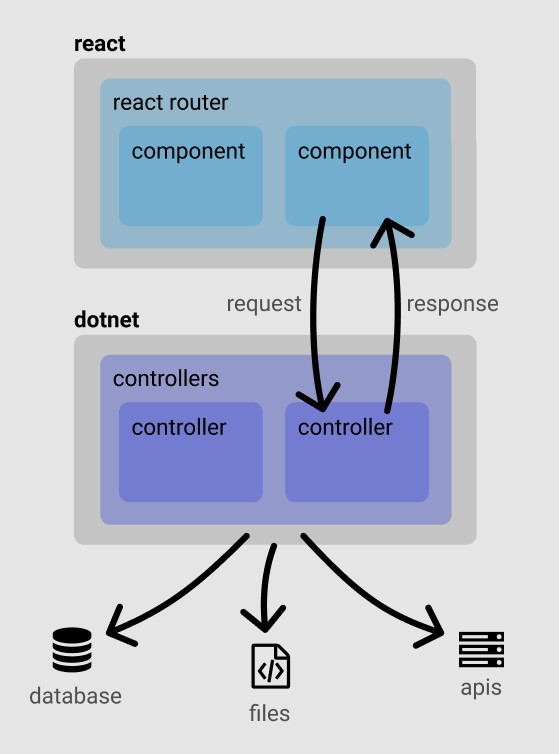 react
react router
component
component
request
response
dotnet
controllers
controller
controller
database
files
apis